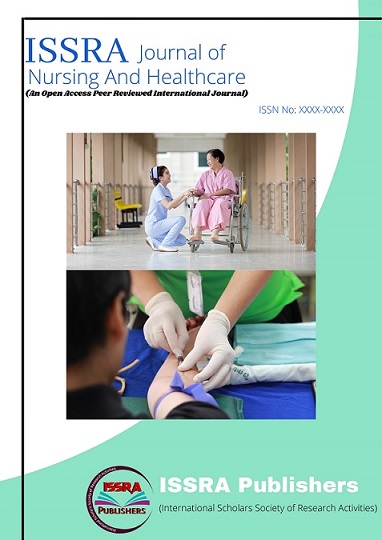 ISSRA Journal of
Nursing And Healthcare
(An Open Access Peer Reviewed International Journal)
ISSN No: XXXX-XXXX
ISSRA
PUBLISHERS
ISSRA Publishers
(International Scholars Society of Research Activities)